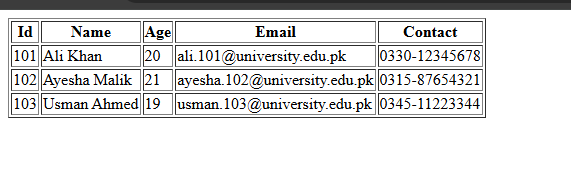 Id Name Age Email Contact
101 Ali Khan 20 ali.101@university.edu.pk 0330-12345678
102 Ayesha Malik 21 ayesha.102@university.edu.pk 0315-87654321
103 Usman Ahmed 19 usman.103@university.edu.pk 0345-11223344